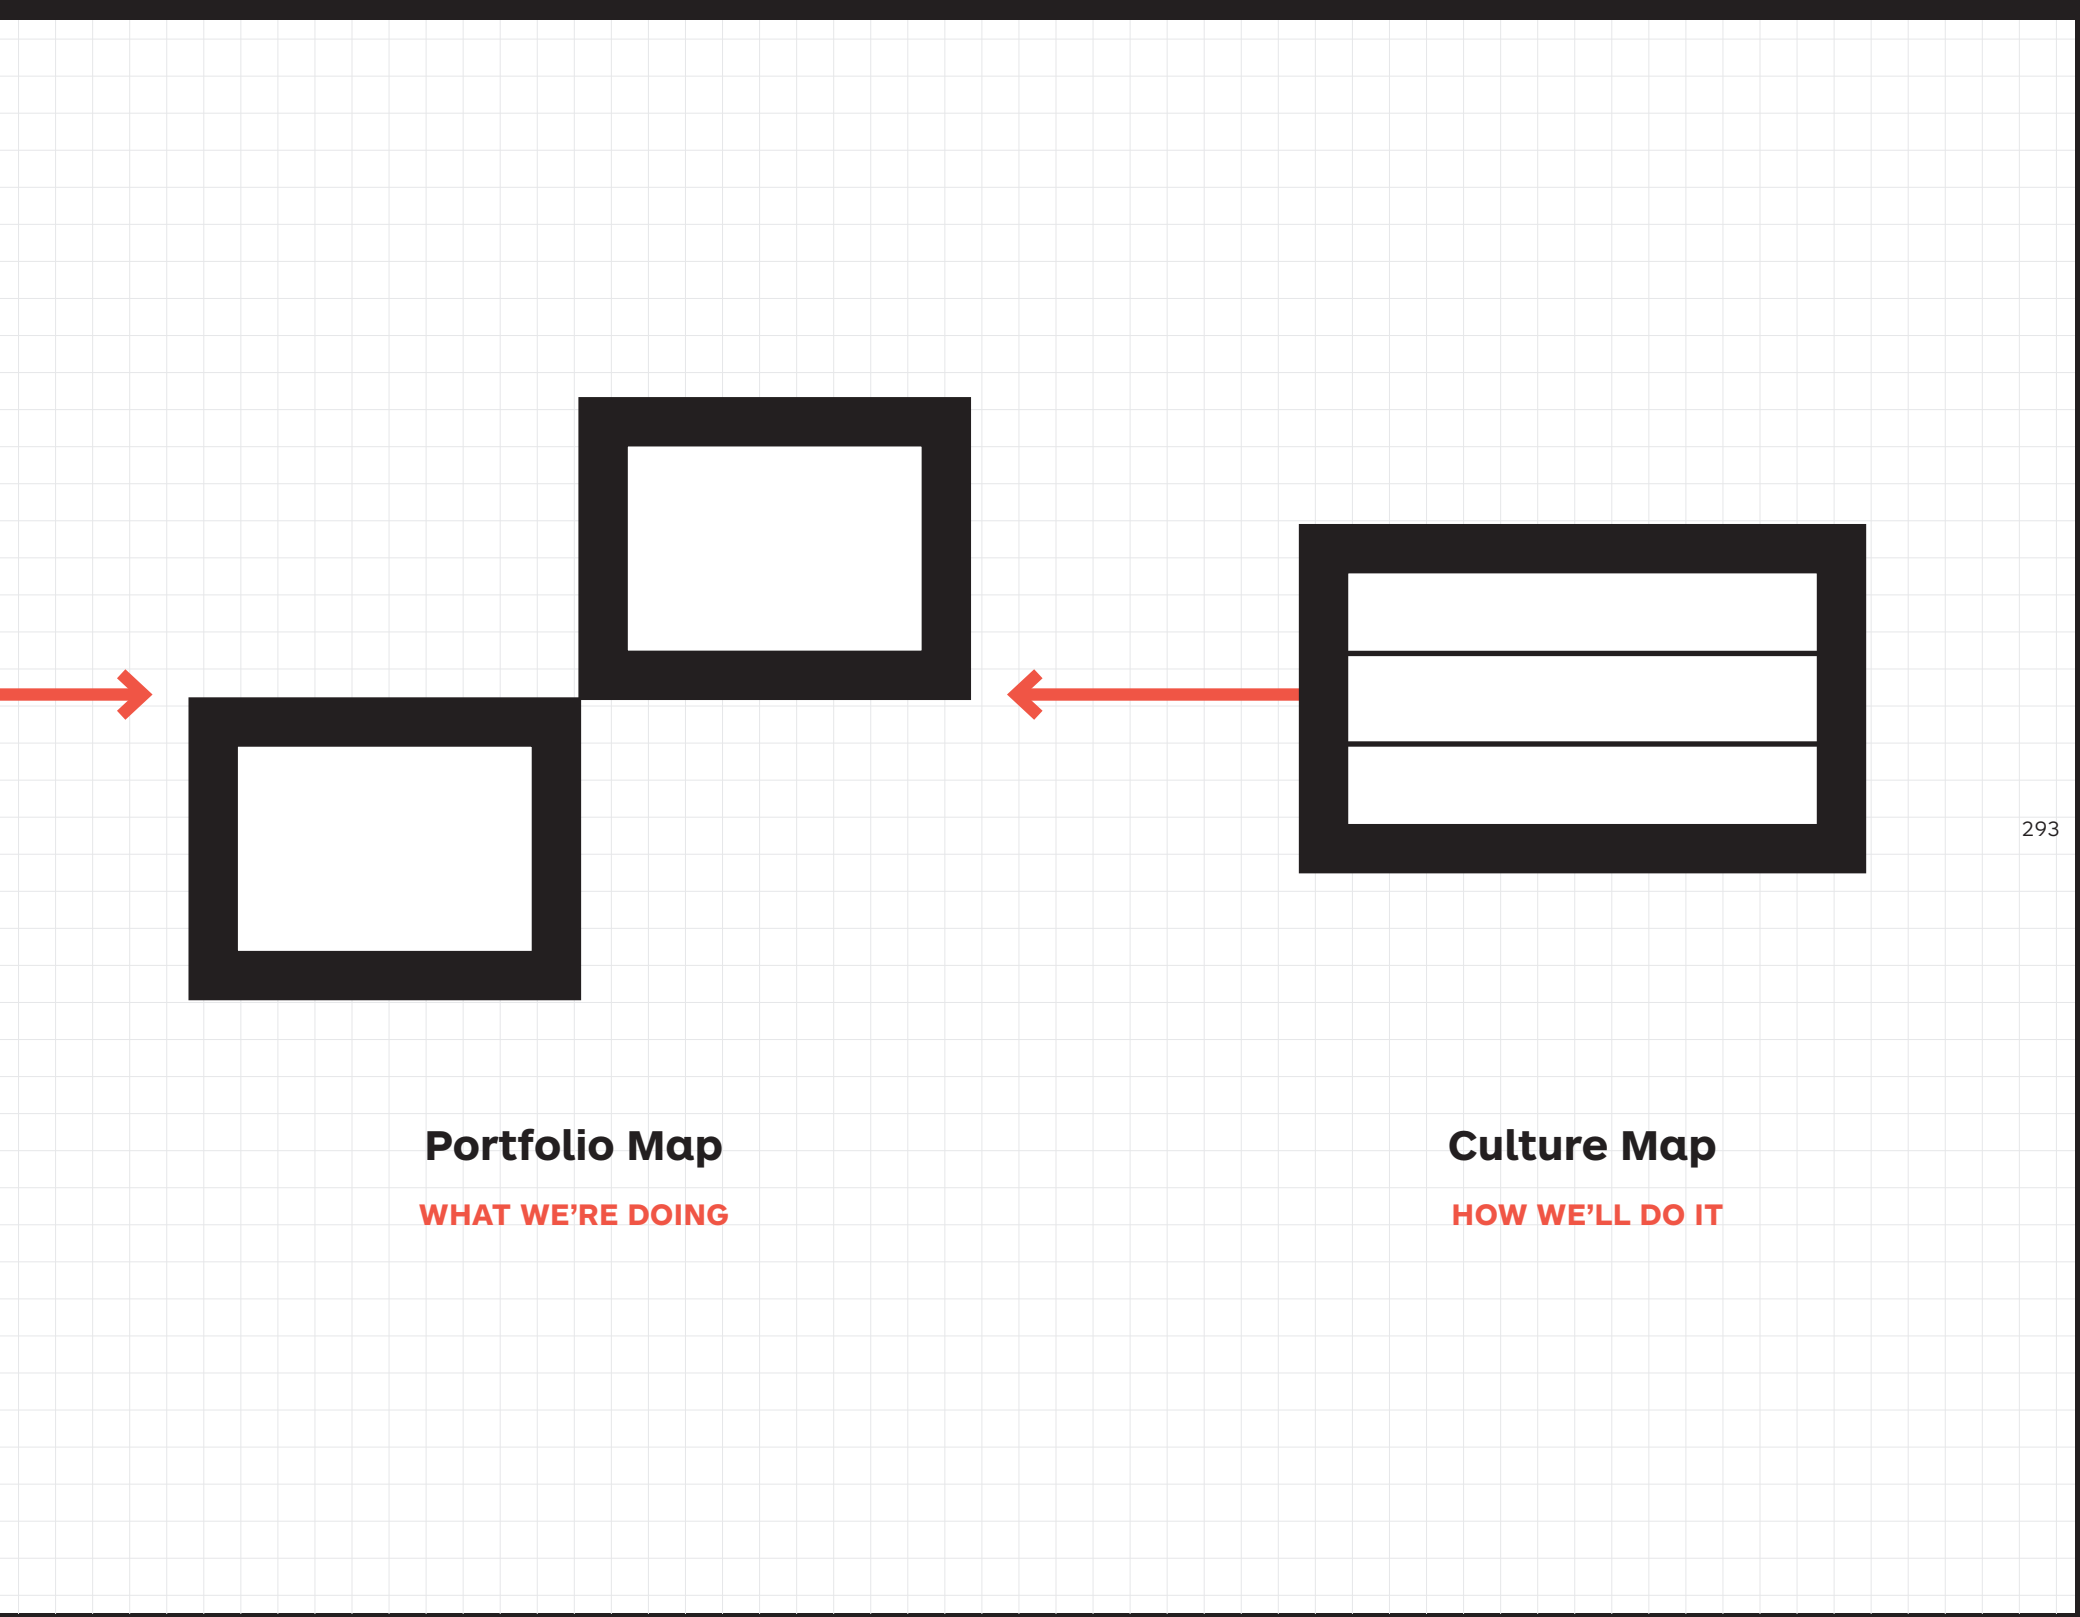 Portfolio Map
WHAT WE’RE DOING
Culture Map
HOW WE’LL DO IT
293